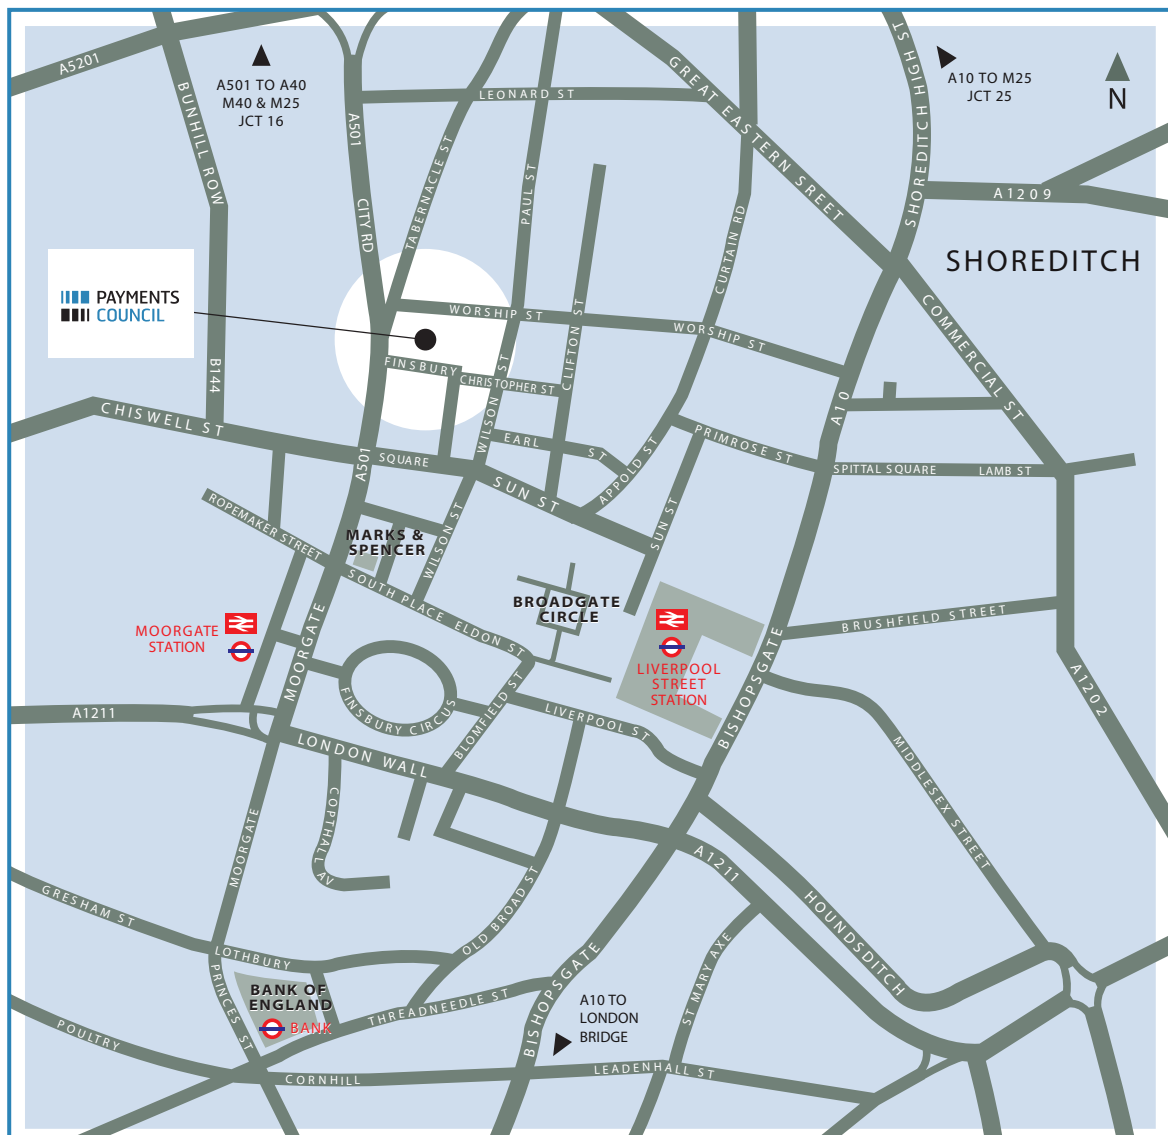 A5201
BUNHILL ROW
A501 TO A40
M40 & M25
JCT 16
A501
CITY RD
TABERNACLE ST
LEONARD ST
PAUL ST
GREAT EASTERN SREET
SHOREDITCH HIGH ST
A10 TO M25
JCT 25
N
A1209
SHOREDITCH
CURTAIN RD
PAYMENTS
COUNCIL
WORSHIP ST
WORSHIP ST
CLIFTON ST
COMMERCIAL ST
B144
FINSBURY
CHRISTOPHER ST
WILSON ST
A10
CHISWELL ST
A501
SQUARE
EARL
ST
APPOLD ST
PRIMROSE ST
SPITTAL SQUARE
LAMB ST
SUN ST
SUN ST
ROPEMAKER STREET
MARKS &
SPENCER
WILSON ST
SOUTH PLACE
ELDON ST
BROADGATE
CIRCLE
MOORGATE
STATION
MOORGATE
LIVERPOOL
STREET
STATION
BRUSHFIELD STREET
BISHOPSGATE
A1202
A1211
FINSBURY CIRCUS
BLOMFIELD ST
LIVERPOOL ST
LONDON WALL
MIDDLESEX STREET
COPTHALL AV
MOORGATE
A1211
HOUNDSDITCH
GRESHAM ST
LOTHBURY
OLD BROAD ST
ST MARY AXE
PRINCES ST
BANK OF
ENGLAND
BANK
THREADNEEDLE ST
BISHOPSGATE
A10 TO
LONDON
BRIDGE
POULTRY
CORNHILL
LEADENHALL ST